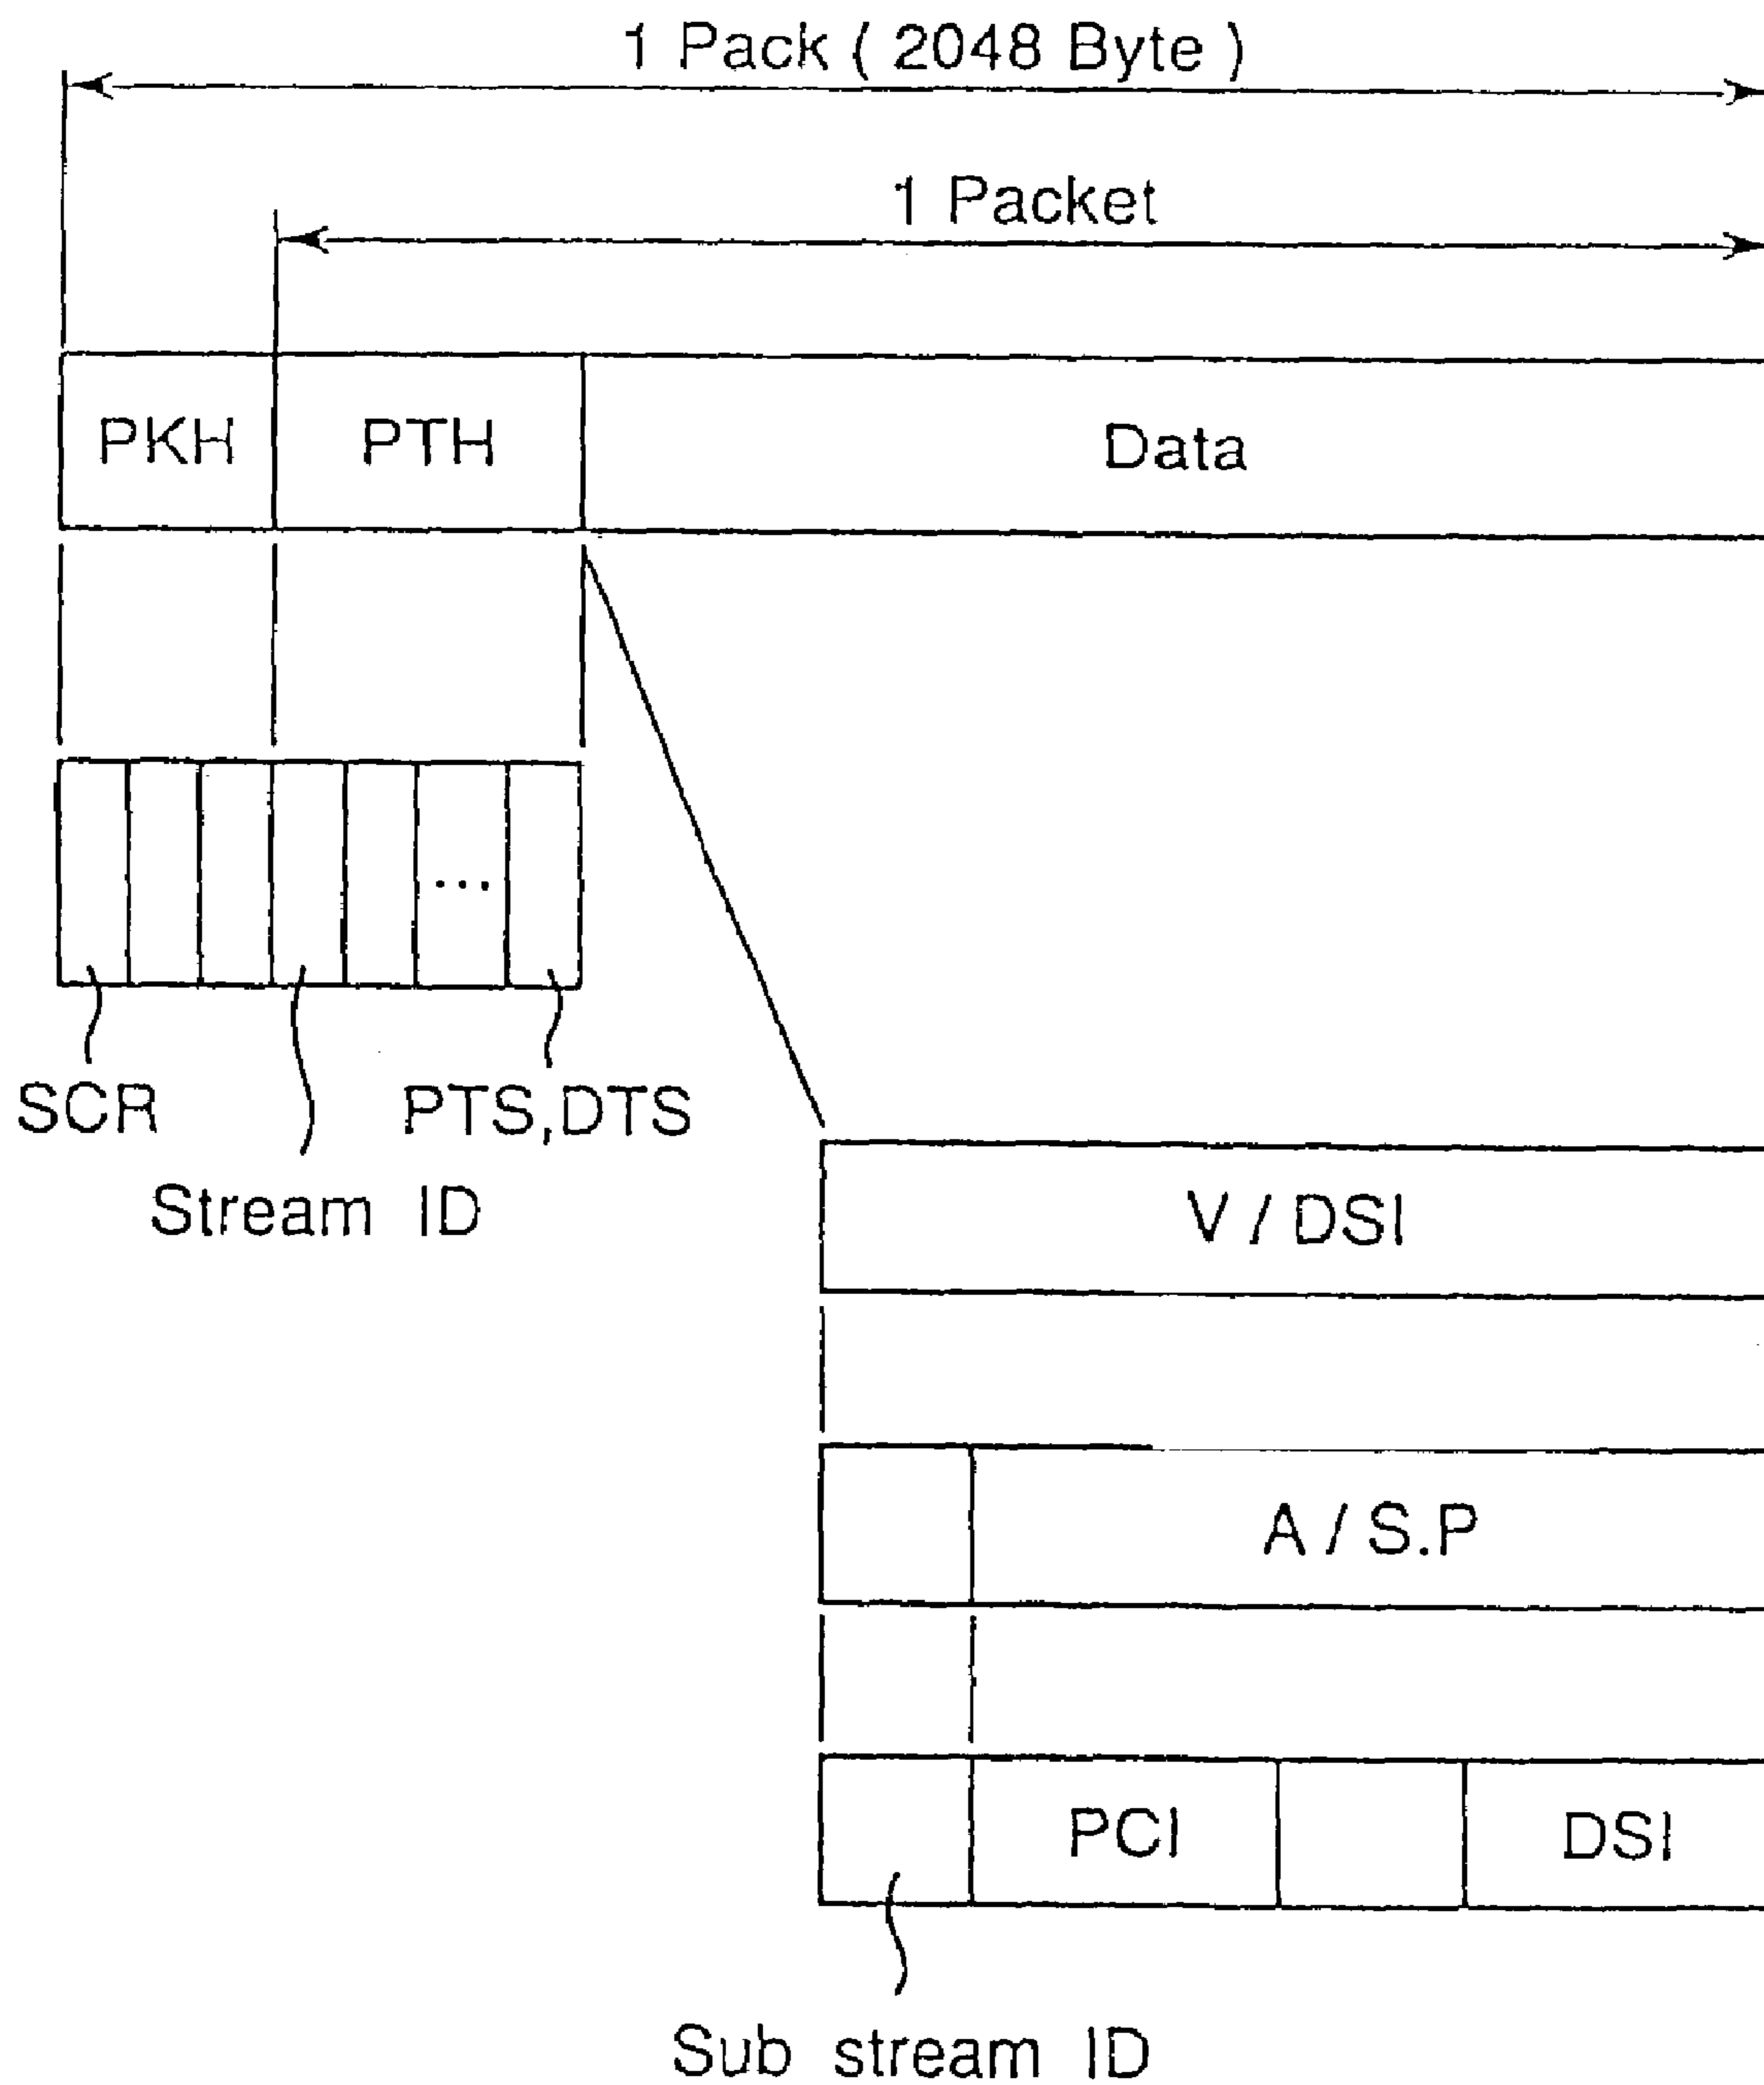 1 Pack ( 2048 Byte )
1 Packet
PKH PTH Data
...
SCR PTS,DTS
Stream ID
V / DSI
A / S.P
PCI DSI
Sub stream ID